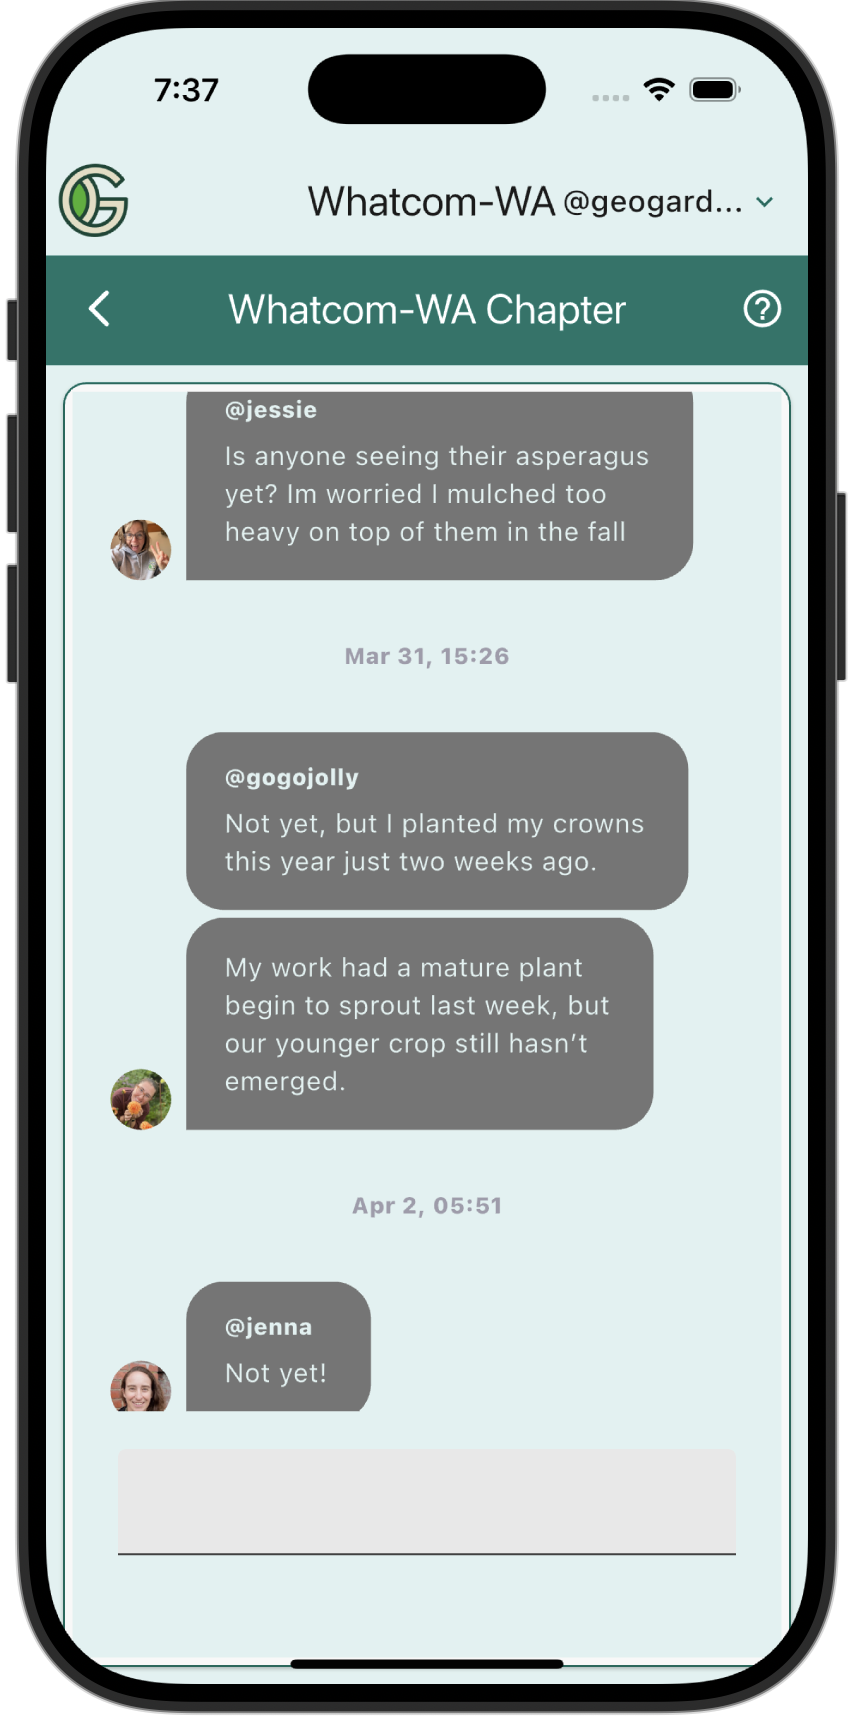 7:37
Whatcom-WA @geogard...
Whatcom-WA Chapter
@jessie
Is anyone seeing their asparagus
yet? Im worried I mulched too
heavy on top of them in the fall
Mar 31, 15:26
@gogojolly
Not yet, but I planted my crowns
this year just two weeks ago.
My work had a mature plant
begin to sprout last week, but
our younger crop still hasn’t
emerged.
Apr 2, 05:51
@jenna
Not yet!